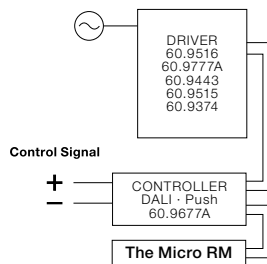 DRIVER
60.9516
60.9777A
60.9443
60.9515
60.9374
Control Signal
+
−
CONTROLLER
DALI · Push
60.9677A
The Micro RM